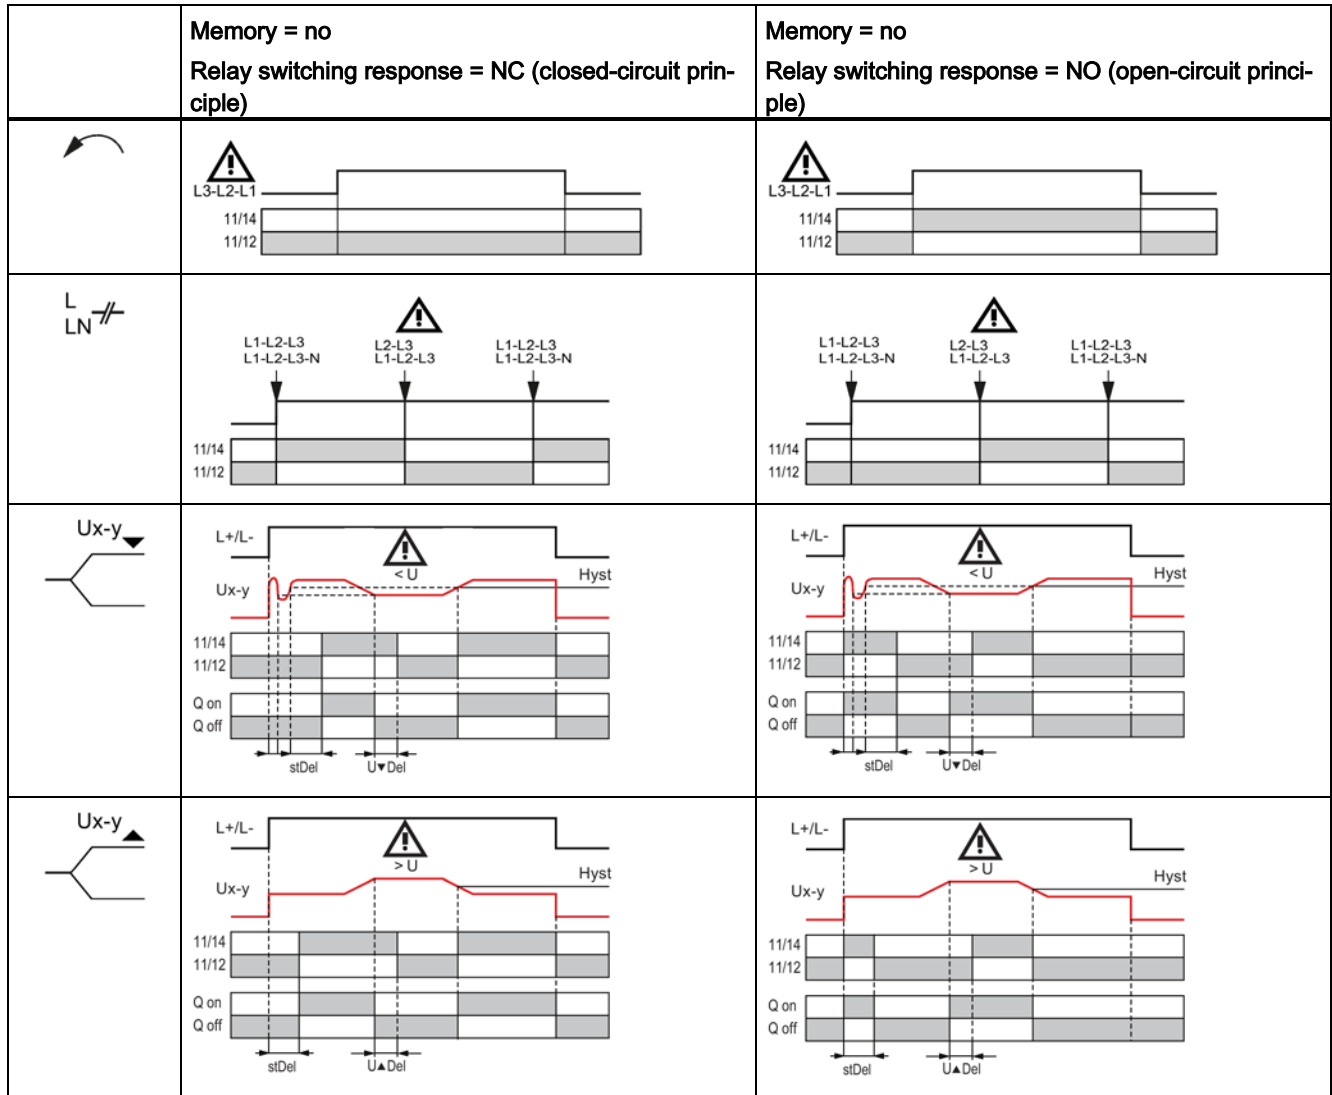 Memory = no
Relay switching response = NC (closed-circuit prin-
ciple)
Memory = no
Relay switching response = NO (open-circuit princi-
ple)
L3-L2-L1
11/14
11/12
L3-L2-L1
11/14
11/12
L
LN
L1-L2-L3
L1-L2-L3-N
L2-L3
L1-L2-L3
L1-L2-L3
L1-L2-L3-N
11/14
11/12
L1-L2-L3
L1-L2-L3-N
L2-L3
L1-L2-L3
L1-L2-L3
L1-L2-L3-N
11/14
11/12
Ux-y▼
L+/L-
< U
Hyst
Ux-y
11/14
11/12
Q on
Q off
stDel
U▼Del
L+/L-
< U
Hyst
Ux-y
11/14
11/12
Q on
Q off
stDel
U▼Del
Ux-y▲
L+/L-
> U
Hyst
Ux-y
11/14
11/12
Q on
Q off
stDel
U▲Del
L+/L-
> U
Hyst
Ux-y
11/14
11/12
Q on
Q off
stDel
U▲Del